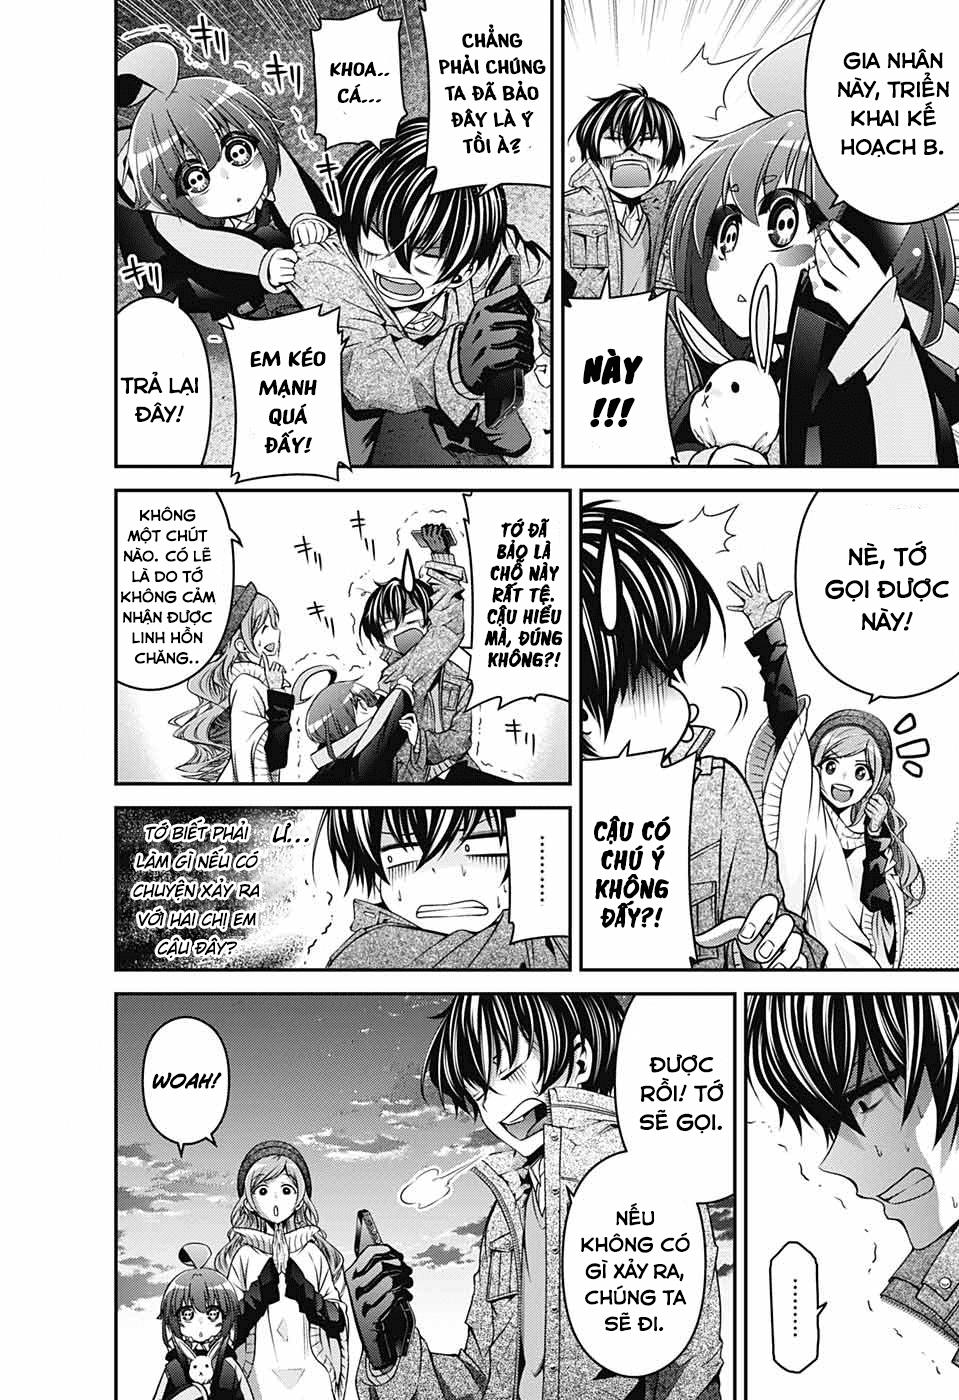 GIA NHÂN
NÀY, TRIỂN
KHAI KẾ
HOẠCH B.
NÀY
!!!
CHẲNG
PHẢI CHÚNG
TA ĐÃ BẢO
ĐÂY LÀ Ý
TỒI À?
KHOA..
CÁ...
EM KÉO
MẠNH
QUÁ
ĐẤY!
TRẢ LẠI
ĐÂY!
NÈ, TỚ
GỌI ĐƯỢC
NÀY!
CẬU CÓ
CHÚ Ý
KHÔNG
ĐẤY?!
TỚ ĐÃ
BẢO LÀ
CHỖ NÀY
RẤT TỆ.
CẬU HIỂU
MÀ, ĐÚNG
KHÔNG?!
KHÔNG
MỘT CHÚT
NÀO. CÓ LẼ
LÀ DO TỚ
KHÔNG CẢM
NHẬN ĐƯỢC
LINH HỒN
CHĂNG..
.........
Ư...
TỚ BIẾT PHẢI
LÀM GÌ NẾU CÓ
CHUYỆN XẢY RA
VỚI HAI CHỊ EM
CẬU ĐÂY?
.........
ĐƯỢC
RỒI! TỚ
SẼ GỌI.
NẾU
KHÔNG CÓ
GÌ XẢY RA,
CHÚNG TA
SẼ ĐI.
WOAH!